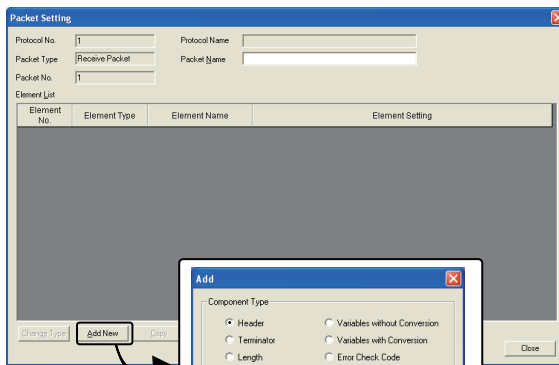 Packet Setting
Protocol No. 1 Protocol Name
Packet Type Receive Packet Packet Name
Packet No. 1
Element List
Element No. Element Type Element Name Element Setting
Add
Component Type
Header Variables without Conversion
Terminator Variables with Conversion
Length Error Check Code
Change Type Add New Copy Close